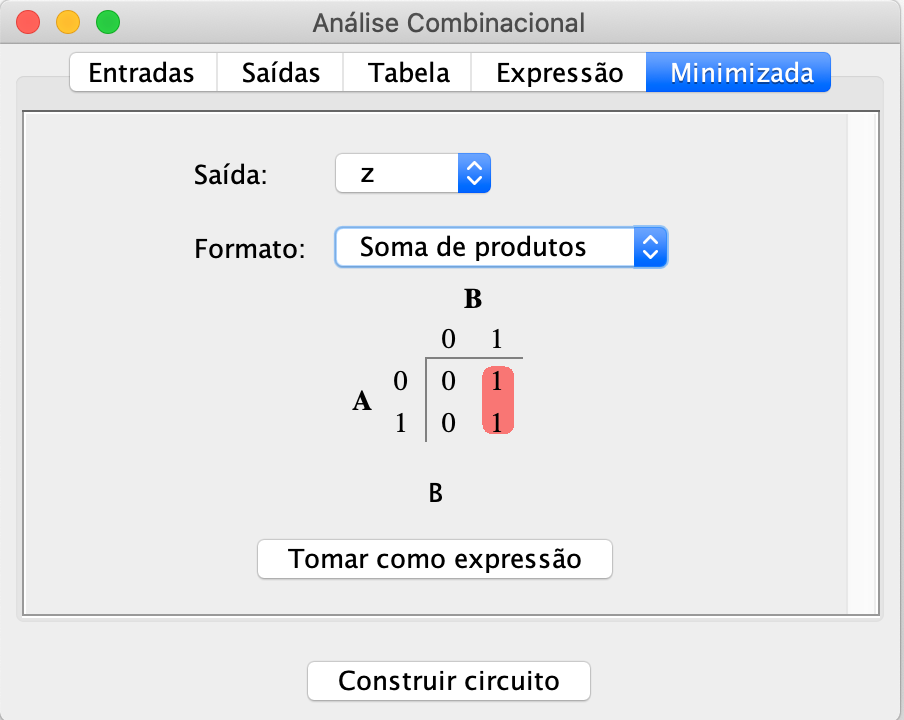 Análise Combinacional
Entradas Saídas Tabela Expressão Minimizada
Saída: z
Formato: Soma de produtos
B
0 1
0 0 1
A
1 0 1
B
Tomar como expressão
Construir circuito